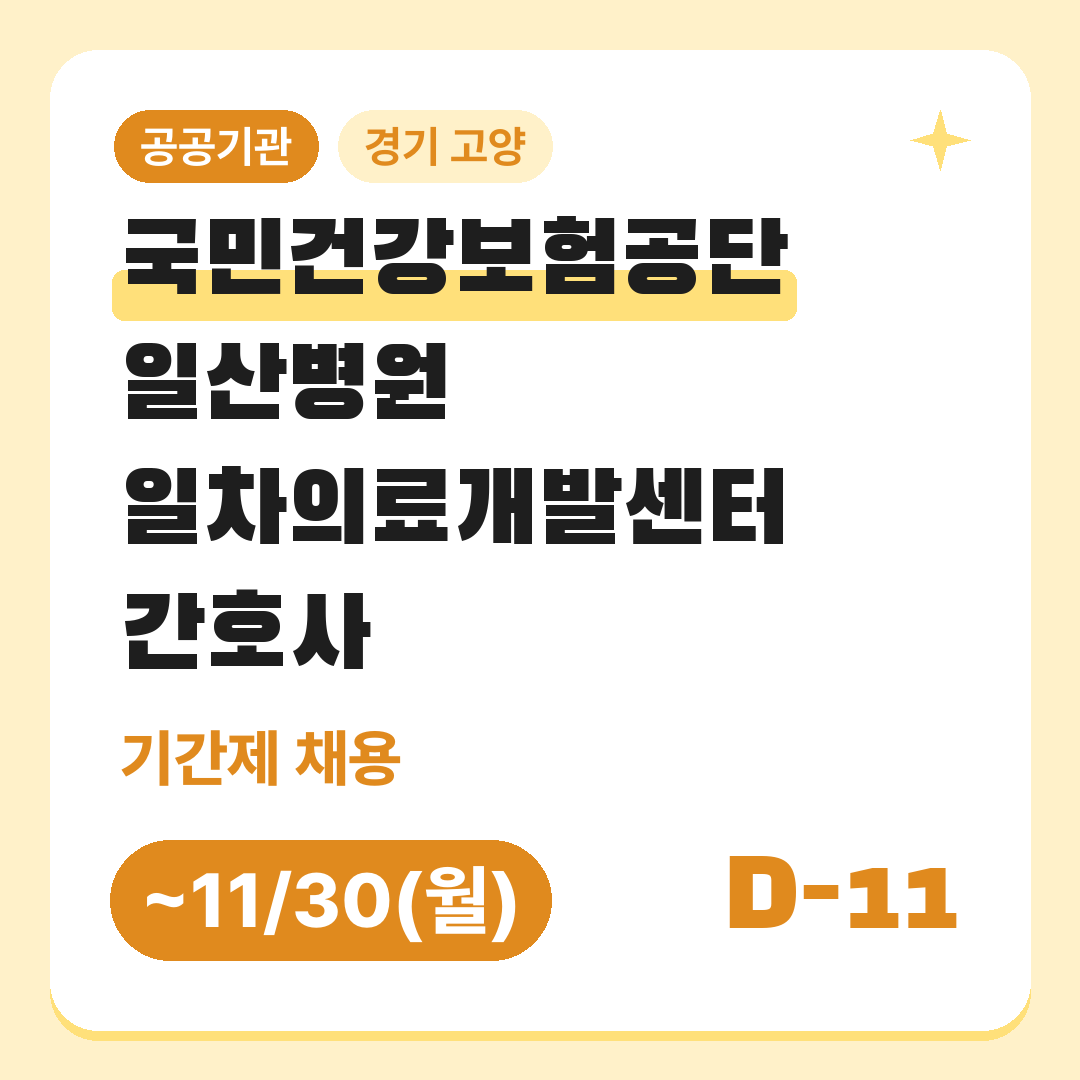 공공기관 경기 고양
국민건강보험공단
일산병원
일차의료개발센터
간호사
기간제 채용
~11/30(월) D-11